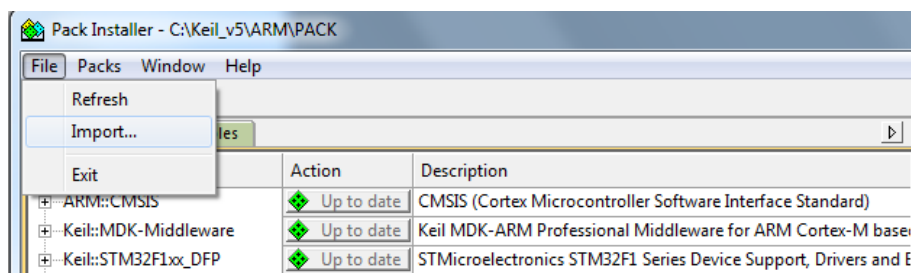 Pack Installer - C:\Keil_v5\ARM\PACK
File Packs Window Help
Refresh
Import...
les
Exit
Action Description
ARM::CMSIS Up to date CMSIS (Cortex Microcontroller Software Interface Standard)
Keil::MDK-Middleware Up to date Keil MDK-ARM Professional Middleware for ARM Cortex-M base
Keil::STM32F1xx_DFP Up to date STMicroelectronics STM32F1 Series Device Support, Drivers and